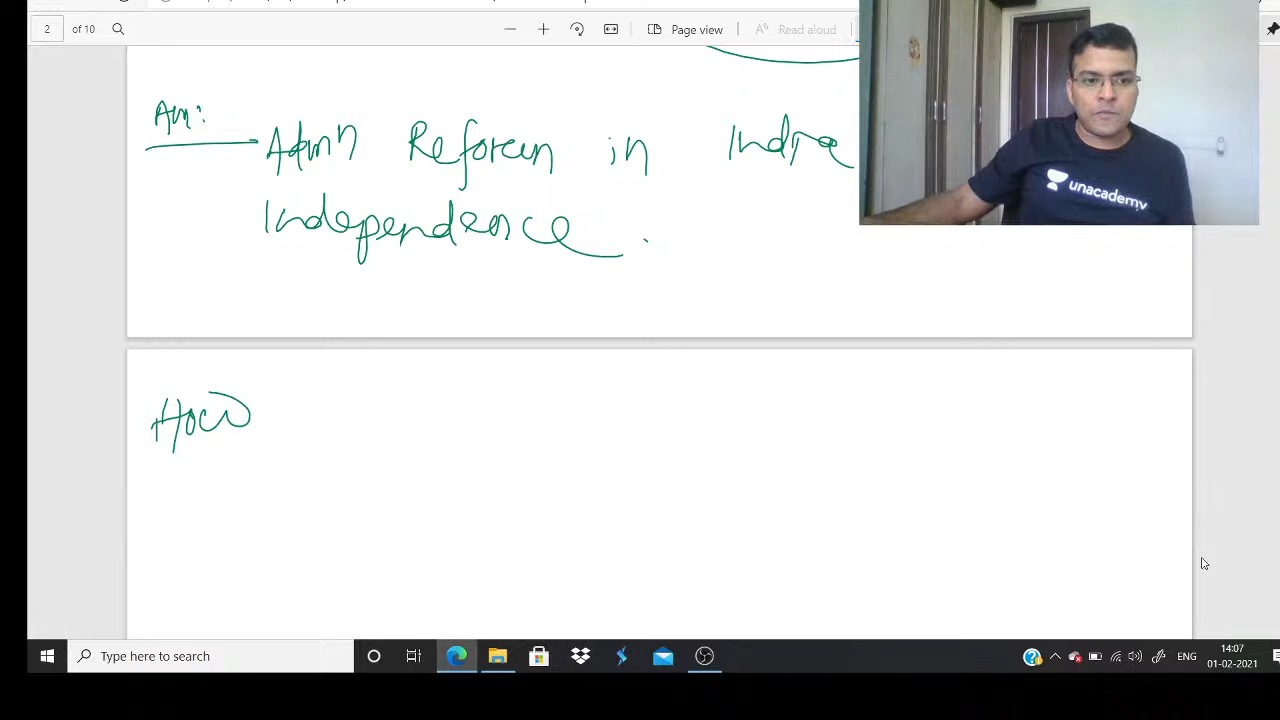 2 of 10 Page view Read aloud
Am:
Admn Reform in India
Independence.
unacademy
How
Type here to search
ENG
14:07
01-02-2021